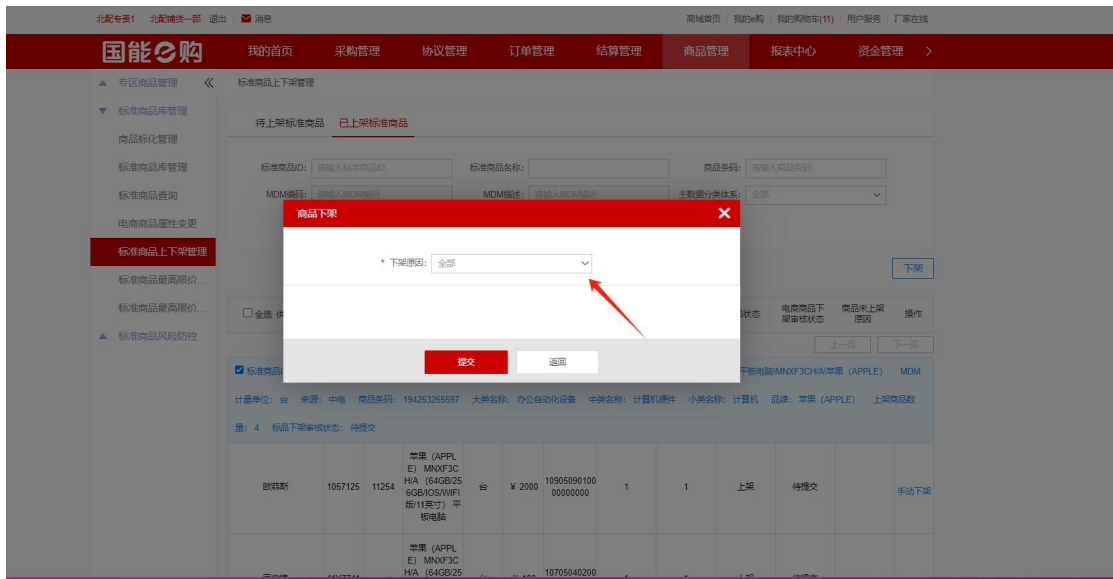 北配专责1 北配辅货一部 退出 消息 商城首页 我的e购 我的购物车(11) 用户服务 厂家在线
国能e购 我的首页 采购管理 协议管理 订单管理 结算管理 商品管理 报表中心 资金管理 >
专区商品管理 标准商品上下架管理
标准商品库管理
待上架标准商品 已上架标准商品
商品标化管理
标准商品库管理 标准商品ID: 请输入标准商品ID 标准商品名称: 商品条码: 请输入商品条码
标准商品查询 MDM编码: 请输入MDM编码 MDM描述: 请输入MDM描述 主数据分类体系: 全部
商品下架
电商商品属性变更
标准商品上下架管理
* 下架原因: 全部
下架
标准商品最高限价...
标准商品最高限价... 全选 状态 电商商品下架审核状态 商品未上架原因 操作
标准商品风险防控
上一页 下一页
提交 返回
标准商品 平板电脑\MNXF3CH/A\苹果（APPLE） MDM
计量单位: 台 来源: 中电 商品条码: 194253265597 大类名称: 办公自动化设备 中类名称: 计算机硬件 小类名称: 计算机 品牌: 苹果（APPLE） 上架商品数
量: 4 标品下架审核状态: 待提交
苹果（APPL
E） MNXF3C
H/A（64GB/25
6GB/IOS/WIFI
版/11英寸）平
板电脑
欧菲斯 1057125 11254 台 ¥ 2000 10905090100
00000000 1 1 上架 待提交 手动下架
苹果（APPL
E） MNXF3C
H/A（64GB/25
10705040200